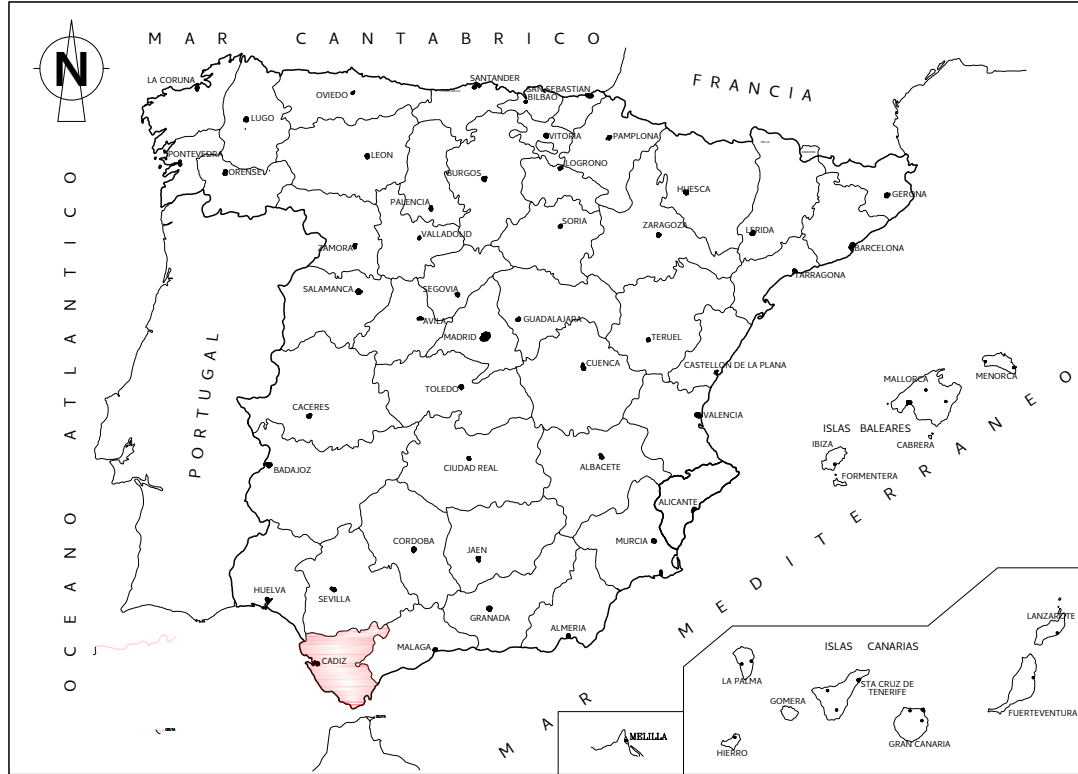 MAR CANTABRICO
N
FRANCIA
LA CORUNA
LUGO
OVIEDO
SANTANDER
SAN SEBASTIAN
BILBAO
VITORIA
PAMPLONA
PONTEVEDRA
ORENSE
LEON
BURGOS
LOGRONO
HUESCA
GERONA
PALENCIA
VALLADOLID
SORIA
ZARAGOZA
LERIDA
BARCELONA
TARRAGONA
ZAMORA
SALAMANCA
SEGOVIA
AVILA
GUADALAJARA
MADRID
TERUEL
CUENCA
CASTELLON DE LA PLANA
TOLEDO
CACERES
VALENCIA
MALLORCA
MENORCA
ISLAS BALEARES
CABRERA
IBIZA
FORMENTERA
BADAJOZ
CIUDAD REAL
ALBACETE
ALICANTE
CORDOBA
JAEN
MURCIA
HUELVA
SEVILLA
GRANADA
ALMERIA
MALAGA
CADIZ
CEUTA
CEUTA
MELILLA
OCEANO ATLANTICO
PORTUGAL
MAR MEDITERRANEO
ISLAS CANARIAS
LANZAROTE
LA PALMA
STA CRUZ DE
TENERIFE
GOMERA
FUERTEVENTURA
HIERRO
GRAN CANARIA